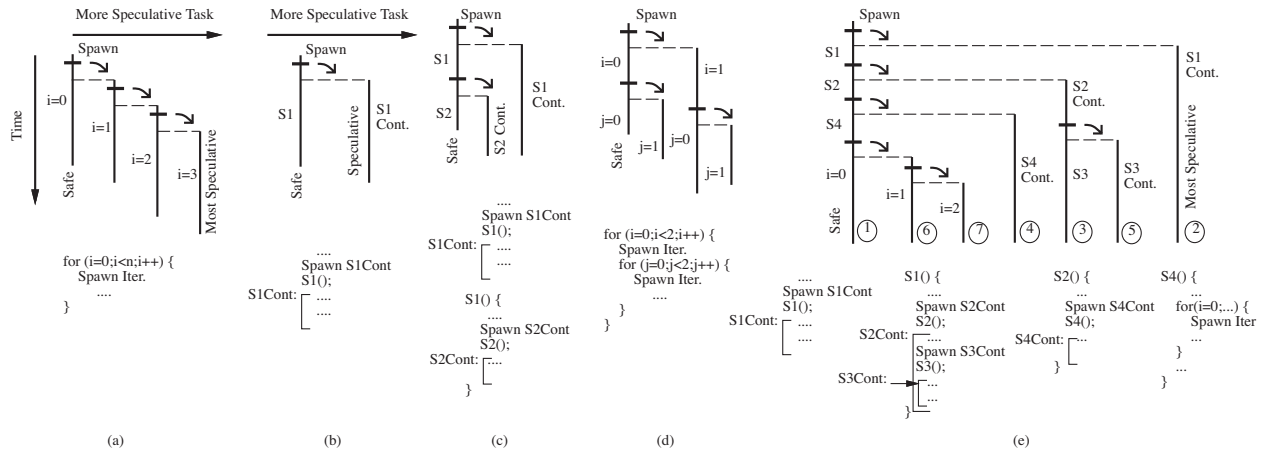 More Speculative Task
Spawn
i=0
i=1
i=2
i=3
Time
Safe
Most Speculative
for (i=0;i<n;i++) {
Spawn Iter.
....
}
(a)
More Speculative Task
Spawn
S1
Speculative
S1
Cont.
Safe
....
Spawn S1Cont
S1();
S1Cont:
....
....
(b)
Spawn
S1
S1
Cont.
S2
S2 Cont.
Safe
....
Spawn S1Cont
S1();
S1Cont:
....
....
S1() {
....
Spawn S2Cont
S2();
S2Cont:
....
}
(c)
Spawn
i=0
i=1
j=0
j=1
j=0
j=1
Safe
for (i=0;i<2;i++) {
Spawn Iter.
for (j=0;j<2;j++) {
Spawn Iter.
....
}
}
(d)
Spawn
S1
S1
Cont.
S2
S2
Cont.
S4
S4
Cont.
S3
S3
Cont.
i=0
i=1
i=2
Safe
Most Speculative
1
6
7
4
3
5
2
....
Spawn S1Cont
S1();
S1Cont:
....
....
S1() {
....
Spawn S2Cont
S2();
S2Cont:
....
Spawn S3Cont
S3();
S3Cont:
...
...
}
S2() {
...
Spawn S4Cont
S4();
S4Cont:
...
}
S4() {
...
for(i=0;...) {
Spawn Iter
...
}
...
}
(e)